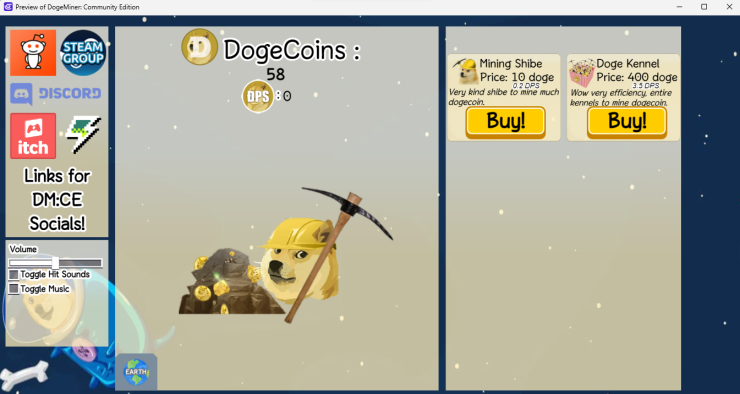 Preview of DogeMiner: Community Edition
STEAM
GROUP
DISCORD
itch
Links for
DM:CE
Socials!
Volume
Toggle Hit Sounds
Toggle Music
DogeCoins :
58
DPS :0
EARTH
Mining Shibe
Price: 10 doge
0.2 DPS
Very kind shibe to mine much
dogecoin.
Buy!
Doge Kennel
Price: 400 doge
3.5 DPS
Wow very efficiency, entire
kennels to mine dogecoin.
Buy!